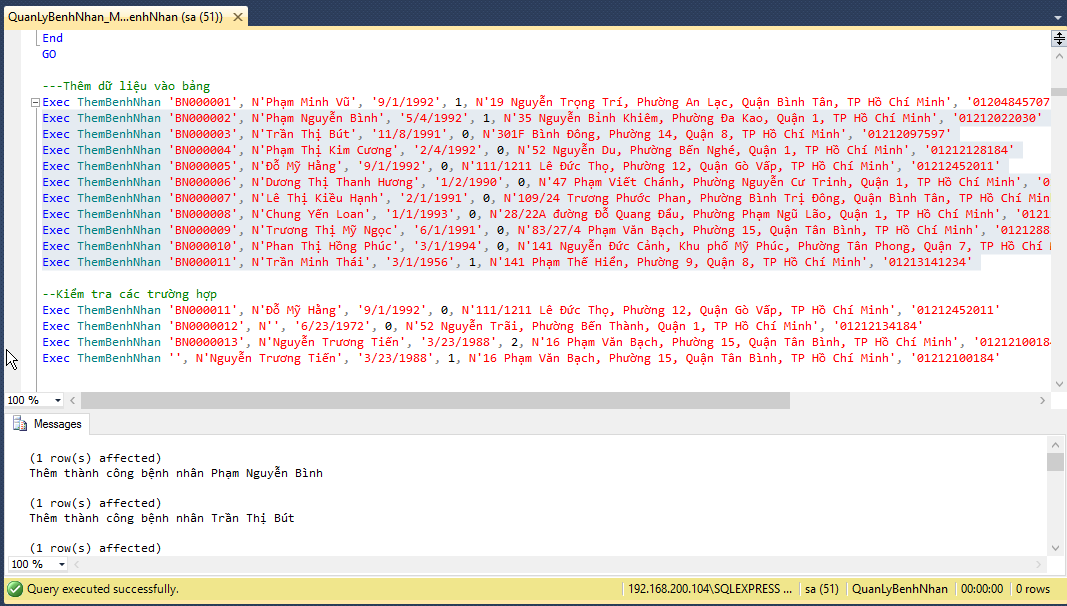 QuanLyBenhNhan_M...enhNhan (sa (51))
End
GO
---Thêm dữ liệu vào bảng
Exec ThemBenhNhan 'BN000001', N'Phạm Minh Vũ', '9/1/1992', 1, N'19 Nguyễn Trọng Trí, Phường An Lạc, Quận Bình Tân, TP Hồ Chí Minh', '01204845707
Exec ThemBenhNhan 'BN000002', N'Phạm Nguyễn Bình', '5/4/1992', 1, N'35 Nguyễn Bỉnh Khiêm, Phường Đa Kao, Quận 1, TP Hồ Chí Minh', '01212022030'
Exec ThemBenhNhan 'BN000003', N'Trần Thị Bút', '11/8/1991', 0, N'301F Bình Đông, Phường 14, Quận 8, TP Hồ Chí Minh', '01212097597'
Exec ThemBenhNhan 'BN000004', N'Phạm Thị Kim Cương', '2/4/1992', 0, N'52 Nguyễn Du, Phường Bến Nghé, Quận 1, TP Hồ Chí Minh', '01212128184'
Exec ThemBenhNhan 'BN000005', N'Đỗ Mỹ Hằng', '9/1/1992', 0, N'111/1211 Lê Đức Thọ, Phường 12, Quận Gò Vấp, TP Hồ Chí Minh', '01212452011'
Exec ThemBenhNhan 'BN000006', N'Dương Thị Thanh Hương', '1/2/1990', 0, N'47 Phạm Viết Chánh, Phường Nguyễn Cư Trinh, Quận 1, TP Hồ Chí Minh', '0
Exec ThemBenhNhan 'BN000007', N'Lê Thị Kiều Hạnh', '2/1/1991', 0, N'109/24 Trương Phước Phan, Phường Bình Trị Đông, Quận Bình Tân, TP Hồ Chí Min
Exec ThemBenhNhan 'BN000008', N'Chung Yến Loan', '1/1/1993', 0, N'28/22A đường Đỗ Quang Đẩu, Phường Phạm Ngũ Lão, Quận 1, TP Hồ Chí Minh', '0121
Exec ThemBenhNhan 'BN000009', N'Trương Thị Mỹ Ngọc', '6/1/1991', 0, N'83/27/4 Phạm Văn Bạch, Phường 15, Quận Tân Bình, TP Hồ Chí Minh', '0121288
Exec ThemBenhNhan 'BN000010', N'Phan Thị Hồng Phúc', '3/1/1994', 0, N'141 Nguyễn Đức Cảnh, Khu phố Mỹ Phúc, Phường Tân Phong, Quận 7, TP Hồ Chí
Exec ThemBenhNhan 'BN000011', N'Trần Minh Thái', '3/1/1956', 1, N'141 Phạm Thế Hiển, Phường 9, Quận 8, TP Hồ Chí Minh', '01213141234'
--Kiểm tra các trường hợp
Exec ThemBenhNhan 'BN000011', N'Đỗ Mỹ Hằng', '9/1/1992', 0, N'111/1211 Lê Đức Thọ, Phường 12, Quận Gò Vấp, TP Hồ Chí Minh', '01212452011'
Exec ThemBenhNhan 'BN0000012', N'', '6/23/1972', 0, N'52 Nguyễn Trãi, Phường Bến Thành, Quận 1, TP Hồ Chí Minh', '01212134184'
Exec ThemBenhNhan 'BN0000013', N'Nguyễn Trương Tiến', '3/23/1988', 2, N'16 Phạm Văn Bạch, Phường 15, Quận Tân Bình, TP Hồ Chí Minh', '0121210018
Exec ThemBenhNhan '', N'Nguyễn Trương Tiến', '3/23/1988', 1, N'16 Phạm Văn Bạch, Phường 15, Quận Tân Bình, TP Hồ Chí Minh', '01212100184'
100 %
Messages
(1 row(s) affected)
Thêm thành công bệnh nhân Phạm Nguyễn Bình
(1 row(s) affected)
Thêm thành công bệnh nhân Trần Thị Bút
(1 row(s) affected)
100 %
Query executed successfully.
192.168.200.104\SQLEXPRESS ...
sa (51)
QuanLyBenhNhan
00:00:00
0 rows